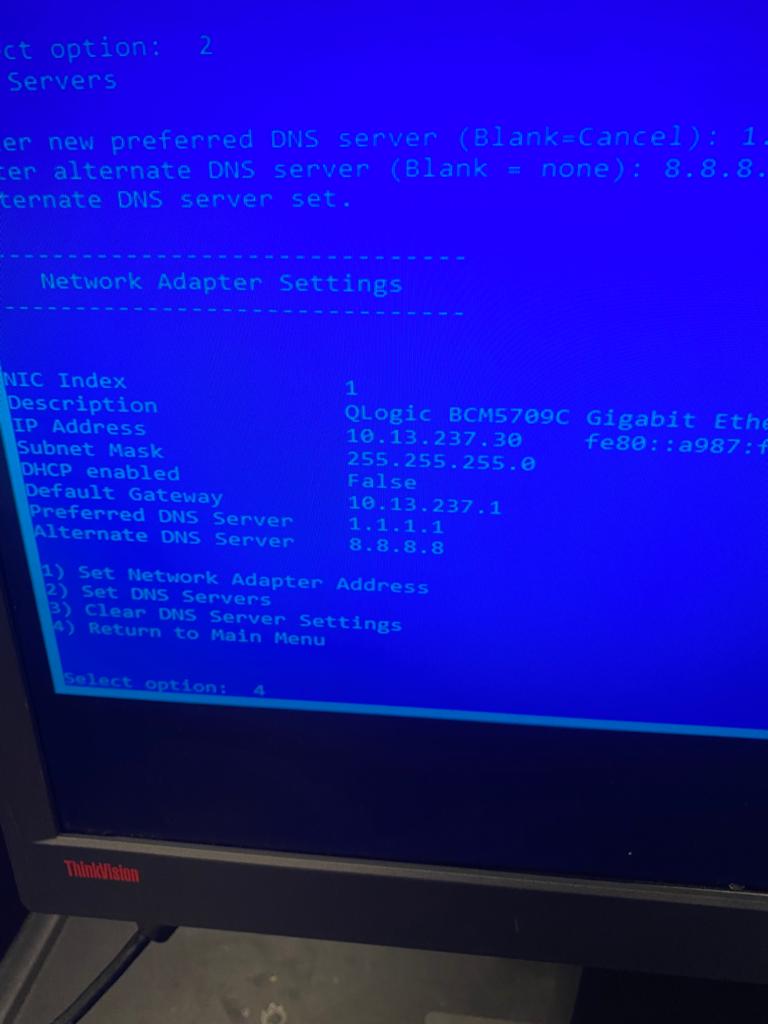 ct option: 2
Servers
er new preferred DNS server (Blank=Cancel): 1.
ter alternate DNS server (Blank = none): 8.8.8.
ternate DNS server set.
--------------------------------
Network Adapter Settings
--------------------------------
NIC Index 1
Description QLogic BCM5709C Gigabit Ethe
IP Address 10.13.237.30 fe80::a987:f
Subnet Mask 255.255.255.0
DHCP enabled False
Default Gateway 10.13.237.1
Preferred DNS Server 1.1.1.1
Alternate DNS Server 8.8.8.8
1) Set Network Adapter Address
2) Set DNS Servers
3) Clear DNS Server Settings
4) Return to Main Menu
Select option: 4
ThinkVision